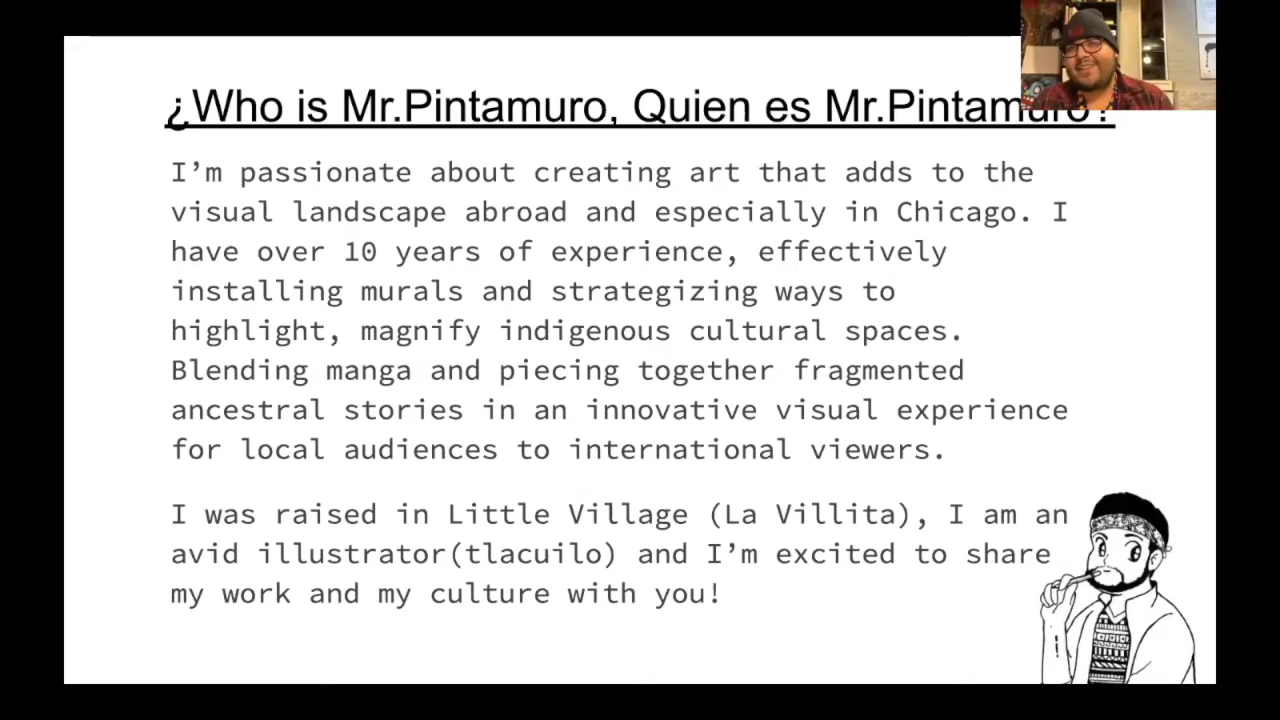 ¿Who is Mr.Pintamuro, Quien es Mr.Pintamuro?
I’m passionate about creating art that adds to the
visual landscape abroad and especially in Chicago. I
have over 10 years of experience, effectively
installing murals and strategizing ways to
highlight, magnify indigenous cultural spaces.
Blending manga and piecing together fragmented
ancestral stories in an innovative visual experience
for local audiences to international viewers.
I was raised in Little Village (La Villita), I am an
avid illustrator(tlacuilo) and I’m excited to share
my work and my culture with you!